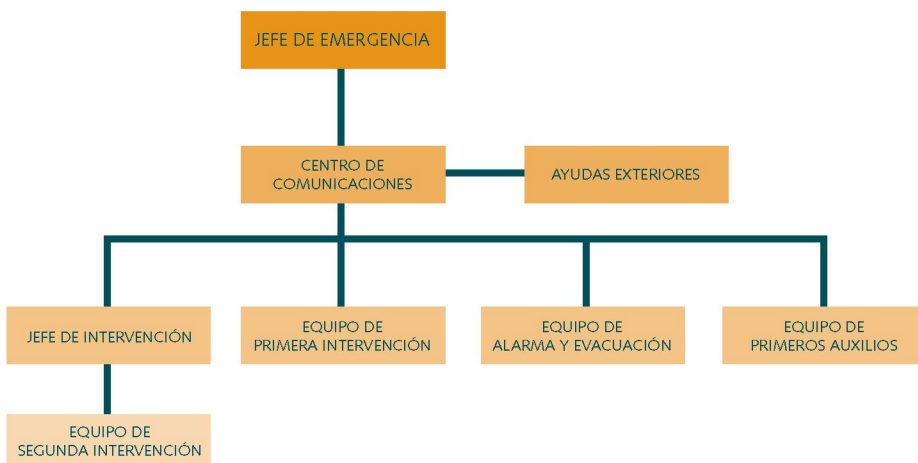 JEFE DE EMERGENCIA
CENTRO DE
COMUNICACIONES
AYUDAS EXTERIORES
JEFE DE INTERVENCIÓN
EQUIPO DE
PRIMERA INTERVENCIÓN
EQUIPO DE
ALARMA Y EVACUACIÓN
EQUIPO DE
PRIMEROS AUXILIOS
EQUIPO DE
SEGUNDA INTERVENCIÓN